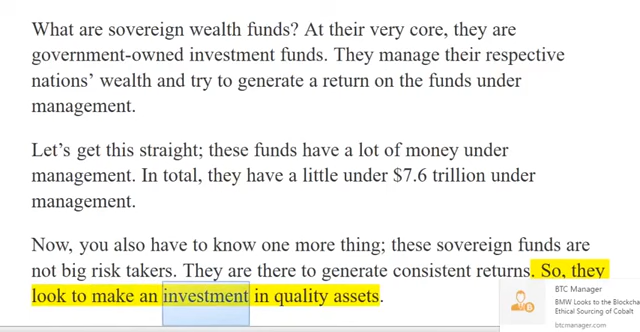 What are sovereign wealth funds? At their very core, they are
government-owned investment funds. They manage their respective
nations’ wealth and try to generate a return on the funds under
management.
Let’s get this straight; these funds have a lot of money under
management. In total, they have a little under $7.6 trillion under
management.
Now, you also have to know one more thing; these sovereign funds are
not big risk takers. They are there to generate consistent returns. So, they
look to make an investment in quality assets.
BTC Manager
BMW Looks to the Blockcha
Ethical Sourcing of Cobalt
btcmanager.com